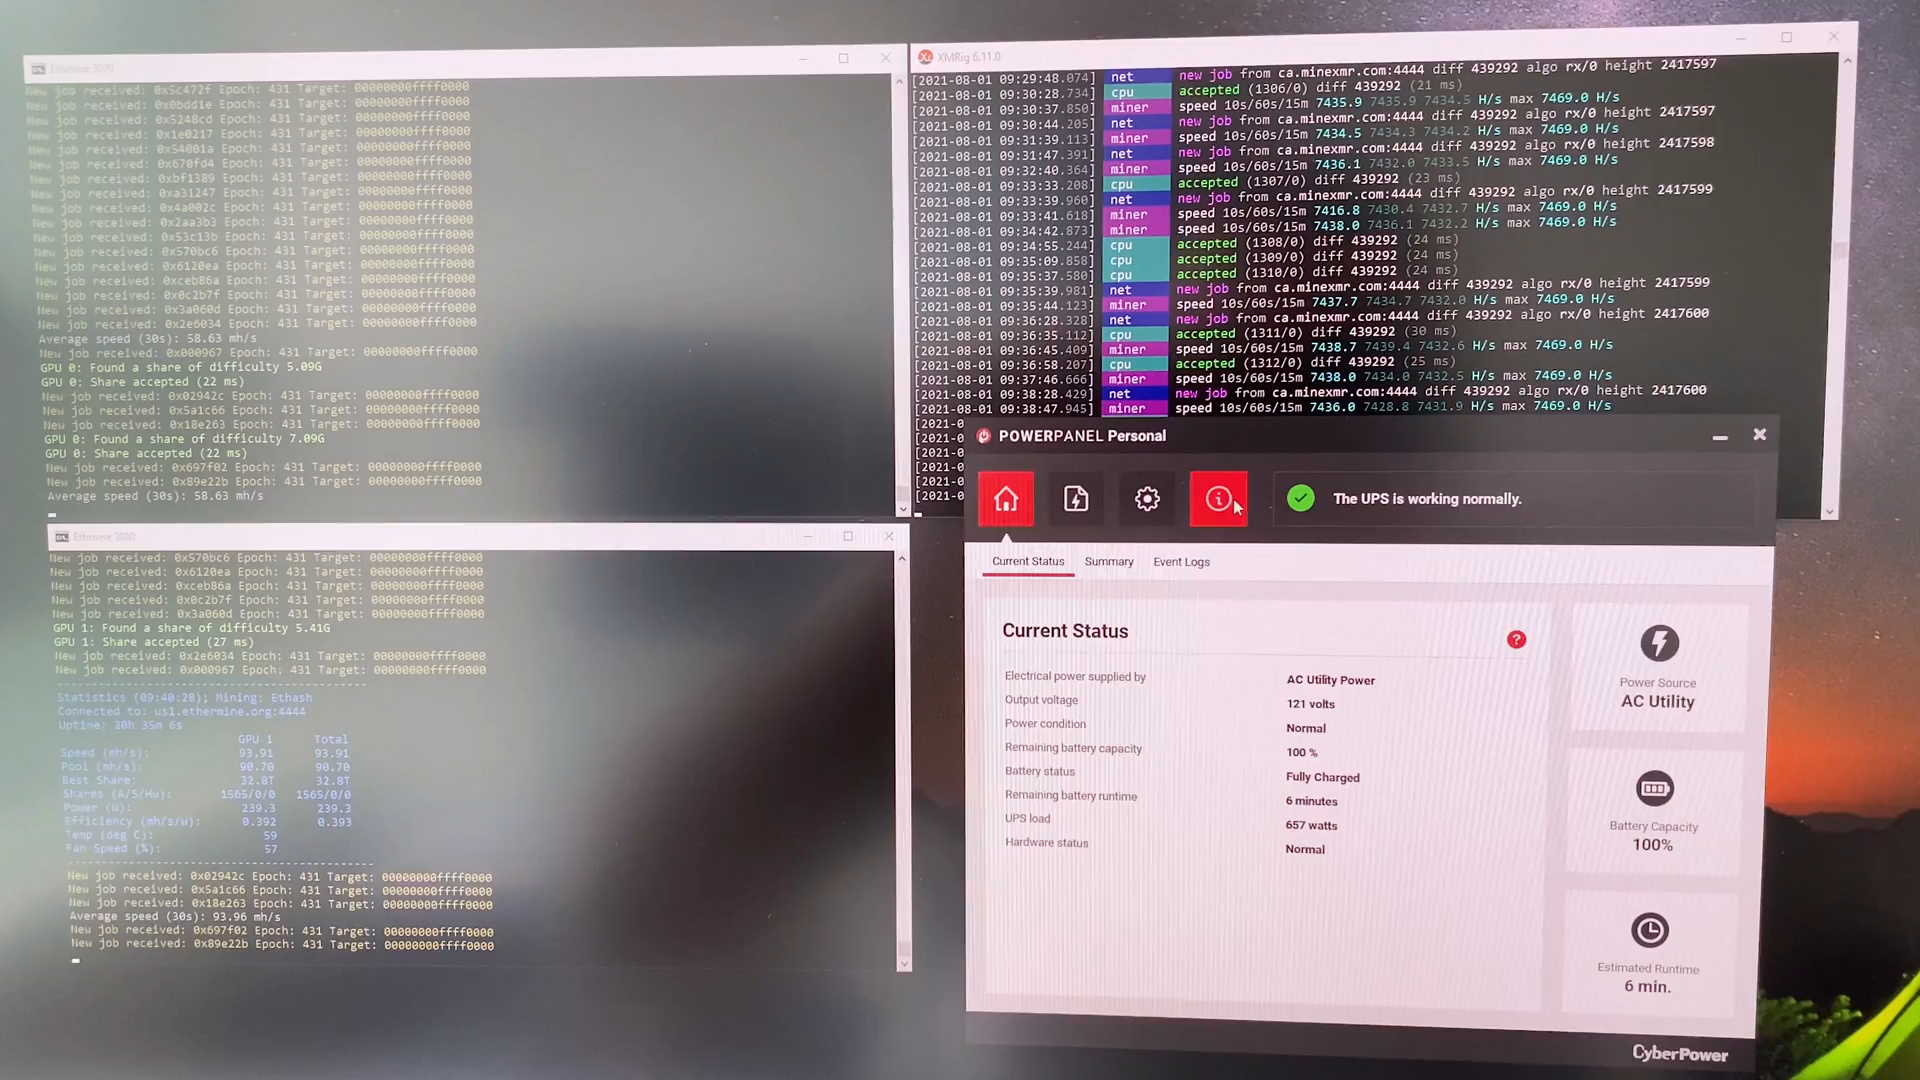 Ethmine 3070
New job received: 0x5c472f Epoch: 431 Target: 00000000ffff0000
New job received: 0x0bdd1e Epoch: 431 Target: 00000000ffff0000
New job received: 0x5248cd Epoch: 431 Target: 00000000ffff0000
New job received: 0x1e0217 Epoch: 431 Target: 00000000ffff0000
New job received: 0x54001a Epoch: 431 Target: 00000000ffff0000
New job received: 0x670fd4 Epoch: 431 Target: 00000000ffff0000
New job received: 0xbf1389 Epoch: 431 Target: 00000000ffff0000
New job received: 0xa31247 Epoch: 431 Target: 00000000ffff0000
New job received: 0x4a002c Epoch: 431 Target: 00000000ffff0000
New job received: 0x2aa3b3 Epoch: 431 Target: 00000000ffff0000
New job received: 0x53c13b Epoch: 431 Target: 00000000ffff0000
New job received: 0x570bc6 Epoch: 431 Target: 00000000ffff0000
New job received: 0x6120ea Epoch: 431 Target: 00000000ffff0000
New job received: 0xceb86a Epoch: 431 Target: 00000000ffff0000
New job received: 0x0c2b7f Epoch: 431 Target: 00000000ffff0000
New job received: 0x3a060d Epoch: 431 Target: 00000000ffff0000
New job received: 0x2e6034 Epoch: 431 Target: 00000000ffff0000
Average speed (30s): 58.63 mh/s
New job received: 0x000967 Epoch: 431 Target: 00000000ffff0000
GPU 0: Found a share of difficulty 5.09G
GPU 0: Share accepted (22 ms)
New job received: 0x02942c Epoch: 431 Target: 00000000ffff0000
New job received: 0x5a1c66 Epoch: 431 Target: 00000000ffff0000
New job received: 0x18e263 Epoch: 431 Target: 00000000ffff0000
GPU 0: Found a share of difficulty 7.09G
GPU 0: Share accepted (22 ms)
New job received: 0x697f02 Epoch: 431 Target: 00000000ffff0000
New job received: 0x89e22b Epoch: 431 Target: 00000000ffff0000
Average speed (30s): 58.63 mh/s
XMRig 6.11.0
[2021-08-01 09:29:48.074] net new job from ca.minexmr.com:4444 diff 439292 algo rx/0 height 2417597
[2021-08-01 09:30:28.734] cpu accepted (1306/0) diff 439292 (21 ms)
[2021-08-01 09:30:37.850] miner speed 10s/60s/15m 7435.9 7435.9 7434.5 H/s max 7469.0 H/s
[2021-08-01 09:30:44.205] net new job from ca.minexmr.com:4444 diff 439292 algo rx/0 height 2417597
[2021-08-01 09:31:39.113] miner speed 10s/60s/15m 7434.5 7434.3 7434.2 H/s max 7469.0 H/s
[2021-08-01 09:31:47.391] net new job from ca.minexmr.com:4444 diff 439292 algo rx/0 height 2417598
[2021-08-01 09:32:40.364] miner speed 10s/60s/15m 7436.1 7432.0 7433.5 H/s max 7469.0 H/s
[2021-08-01 09:33:33.208] cpu accepted (1307/0) diff 439292 (23 ms)
[2021-08-01 09:33:39.960] net new job from ca.minexmr.com:4444 diff 439292 algo rx/0 height 2417599
[2021-08-01 09:33:41.618] miner speed 10s/60s/15m 7416.8 7430.4 7432.7 H/s max 7469.0 H/s
[2021-08-01 09:34:42.873] miner speed 10s/60s/15m 7438.0 7436.1 7432.2 H/s max 7469.0 H/s
[2021-08-01 09:34:55.244] cpu accepted (1308/0) diff 439292 (24 ms)
[2021-08-01 09:35:09.858] cpu accepted (1309/0) diff 439292 (24 ms)
[2021-08-01 09:35:37.580] cpu accepted (1310/0) diff 439292 (24 ms)
[2021-08-01 09:35:39.981] net new job from ca.minexmr.com:4444 diff 439292 algo rx/0 height 2417599
[2021-08-01 09:35:44.123] miner speed 10s/60s/15m 7437.7 7434.7 7432.0 H/s max 7469.0 H/s
[2021-08-01 09:36:28.328] net new job from ca.minexmr.com:4444 diff 439292 algo rx/0 height 2417600
[2021-08-01 09:36:35.112] cpu accepted (1311/0) diff 439292 (30 ms)
[2021-08-01 09:36:45.409] miner speed 10s/60s/15m 7438.7 7439.4 7432.6 H/s max 7469.0 H/s
[2021-08-01 09:36:58.207] cpu accepted (1312/0) diff 439292 (25 ms)
[2021-08-01 09:37:46.666] miner speed 10s/60s/15m 7438.0 7434.0 7432.5 H/s max 7469.0 H/s
[2021-08-01 09:38:28.429] net new job from ca.minexmr.com:4444 diff 439292 algo rx/0 height 2417600
[2021-08-01 09:38:47.945] miner speed 10s/60s/15m 7436.0 7428.8 7431.9 H/s max 7469.0 H/s
[2021-0
[2021-0
[2021-0
[2021-0
[2021-0
[2021-0
Ethmine 3080
New job received: 0x570bc6 Epoch: 431 Target: 00000000ffff0000
New job received: 0x6120ea Epoch: 431 Target: 00000000ffff0000
New job received: 0xceb86a Epoch: 431 Target: 00000000ffff0000
New job received: 0x0c2b7f Epoch: 431 Target: 00000000ffff0000
New job received: 0x3a060d Epoch: 431 Target: 00000000ffff0000
GPU 1: Found a share of difficulty 5.41G
GPU 1: Share accepted (27 ms)
New job received: 0x2e6034 Epoch: 431 Target: 00000000ffff0000
New job received: 0x000967 Epoch: 431 Target: 00000000ffff0000
Statistics (09:40:28); Mining: Ethash
Connected to: us1.ethermine.org:4444
Uptime: 20h 35m 6s
GPU 1 Total
Speed (mh/s): 93.91 93.91
Pool (mh/s): 90.70 90.70
Best Share: 32.8T 32.8T
Shares (A/S/Hw): 1565/0/0 1565/0/0
Power (W): 239.3 239.3
Efficiency (mh/s/W): 0.392 0.393
Temp (deg C): 59
Fan Speed (%): 57
New job received: 0x02942c Epoch: 431 Target: 00000000ffff0000
New job received: 0x5a1c66 Epoch: 431 Target: 00000000ffff0000
New job received: 0x18e263 Epoch: 431 Target: 00000000ffff0000
Average speed (30s): 93.96 mh/s
New job received: 0x697f02 Epoch: 431 Target: 00000000ffff0000
New job received: 0x89e22b Epoch: 431 Target: 00000000ffff0000
POWERPANEL Personal
The UPS is working normally.
Current Status Summary Event Logs
Current Status
?
Electrical power supplied by AC Utility Power
Output voltage 121 volts
Power condition Normal
Remaining battery capacity 100 %
Battery status Fully Charged
Remaining battery runtime 6 minutes
UPS load 657 watts
Hardware status Normal
Power Source
AC Utility
Battery Capacity
100%
Estimated Runtime
6 min.
CyberPower